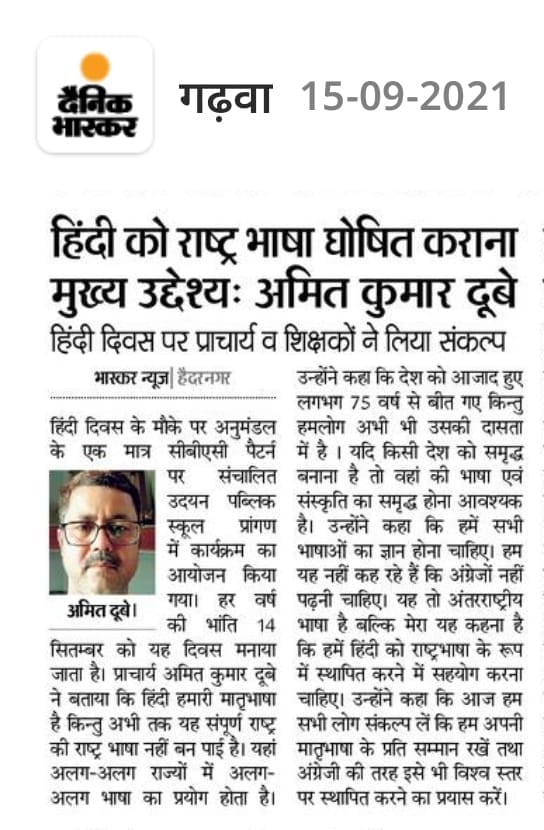 दैनिक
भास्कर
गढ़वा 15-09-2021
हिंदी को राष्ट्र भाषा घोषित कराना
मुख्य उद्देश्यः अमित कुमार दूबे
हिंदी दिवस पर प्राचार्य व शिक्षकों ने लिया संकल्प
भास्कर न्यूज|हैदरनगर
हिंदी दिवस के मौके पर अनुमंडल
के एक मात्र सीबीएसी पैटर्न
पर संचालित
उदयन पब्लिक
स्कूल प्रांगण
में कार्यक्रम का
आयोजन किया
गया। हर वर्ष
की भांति 14
अमित दूबे।
सितम्बर को यह दिवस मनाया
जाता है। प्राचार्य अमित कुमार दूबे
ने बताया कि हिंदी हमारी मातृभाषा
है किन्तु अभी तक यह संपूर्ण राष्ट्र
की राष्ट्र भाषा नहीं बन पाई है। यहां
अलग-अलग राज्यों में अलग-
अलग भाषा का प्रयोग होता है।
उन्होंने कहा कि देश को आजाद हुए
लगभग 75 वर्ष से बीत गए किन्तु
हमलोग अभी भी उसकी दासता
में है । यदि किसी देश को समृद्ध
बनाना है तो वहां की भाषा एवं
संस्कृति का समृद्ध होना आवश्यक
है। उन्होंने कहा कि हमें सभी
भाषाओं का ज्ञान होना चाहिए। हम
यह नहीं कह रहे हैं कि अंग्रेजों नहीं
पढ़नी चाहिए। यह तो अंतरराष्ट्रीय
भाषा है बल्कि मेरा यह कहना है
कि हमें हिंदी को राष्ट्रभाषा के रूप
में स्थापित करने में सहयोग करना
चाहिए। उन्होंने कहा कि आज हम
सभी लोग संकल्प लें कि हम अपनी
मातृभाषा के प्रति सम्मान रखें तथा
अंग्रेजी की तरह इसे भी विश्व स्तर
पर स्थापित करने का प्रयास करें।